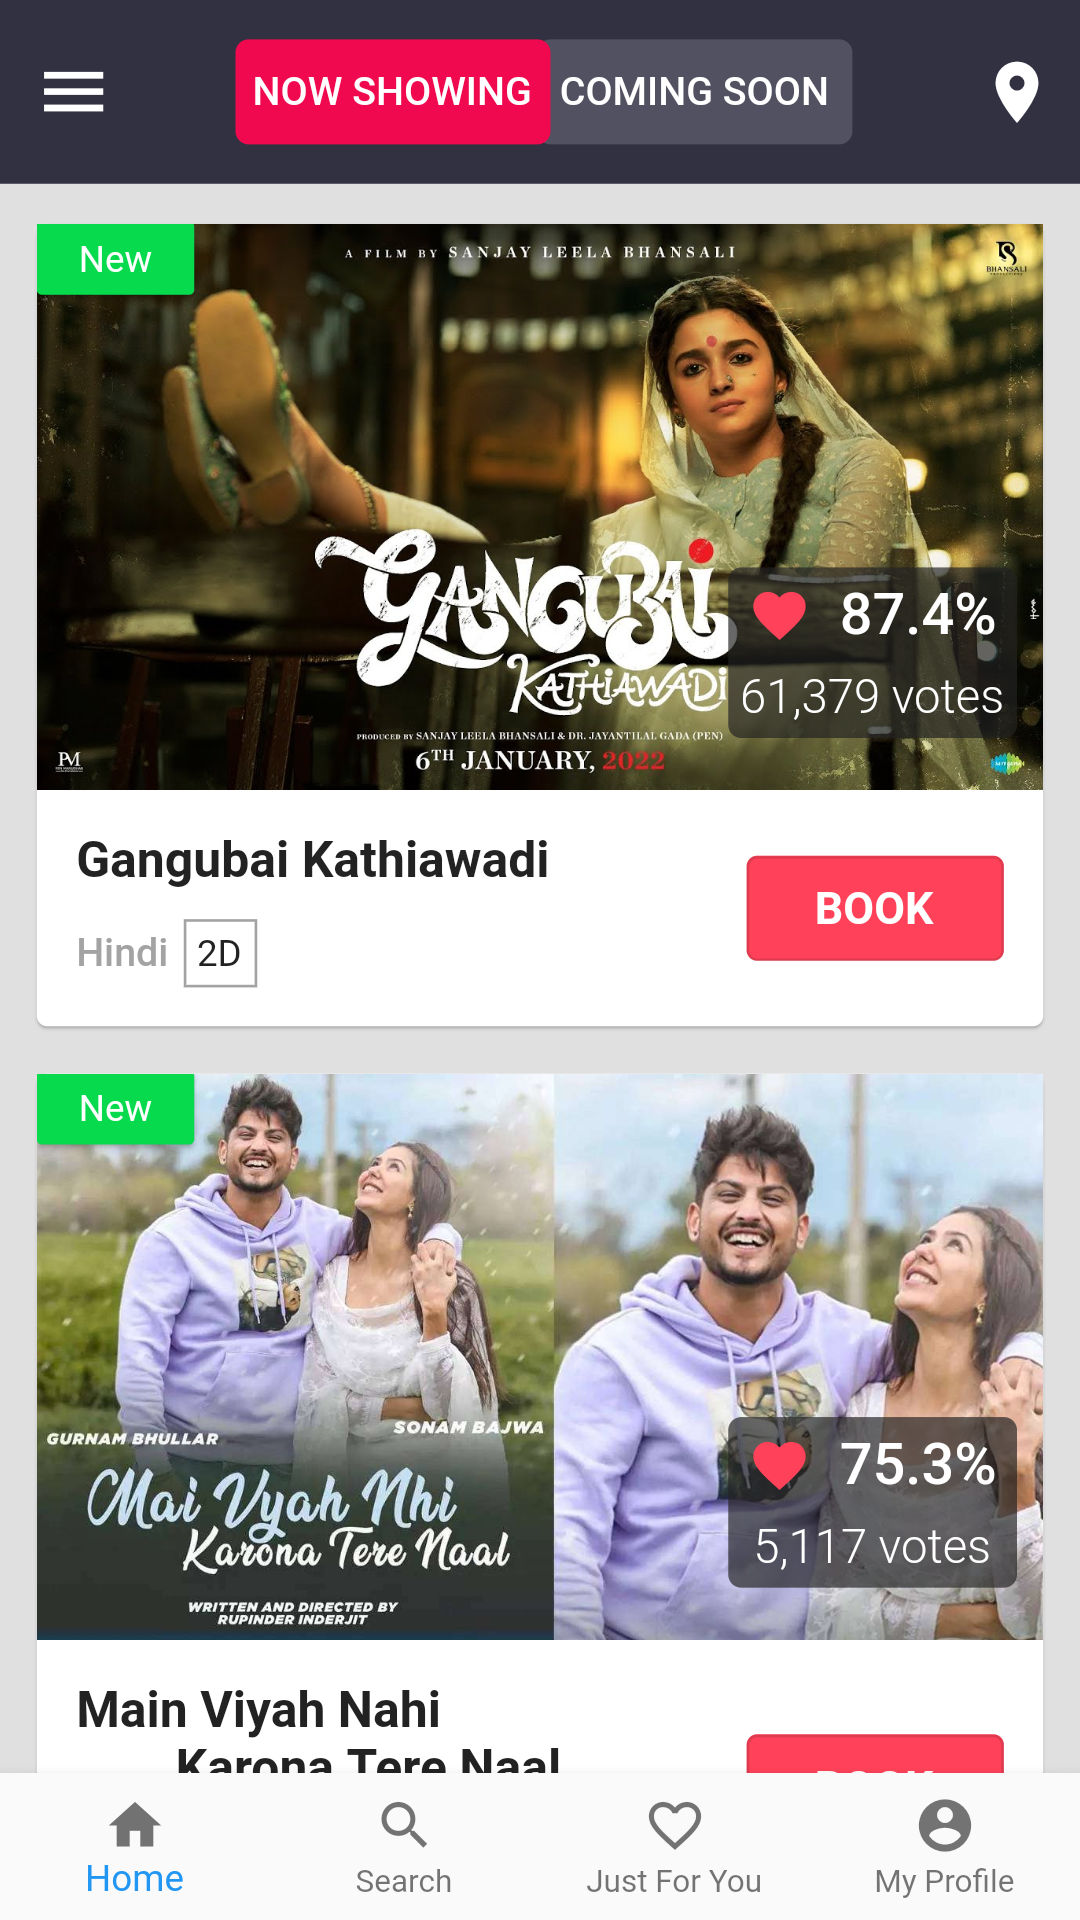 NOW SHOWING
COMING SOON
New
A FILM BY SANJAY LEELA BHANSALI
BHANSALI
GANGUBAI
KATHIAWADI
87.4%
61,379 votes
PRODUCED BY SANJAY LEELA BHANSALI & DR. JAYANTILAL GADA (PEN)
6TH JANUARY, 2022
Gangubai Kathiawadi
BOOK
Hindi
2D
New
GURNAM BHULLAR
SONAM BAJWA
Mai Vyah Nhi
Karona Tere Naal
WRITTEN AND DIRECTED BY
RUPINDER INDERJIT
75.3%
5,117 votes
Main Viyah Nahi
Karona Tere Naal
BOOK
Home
Search
Just For You
My Profile